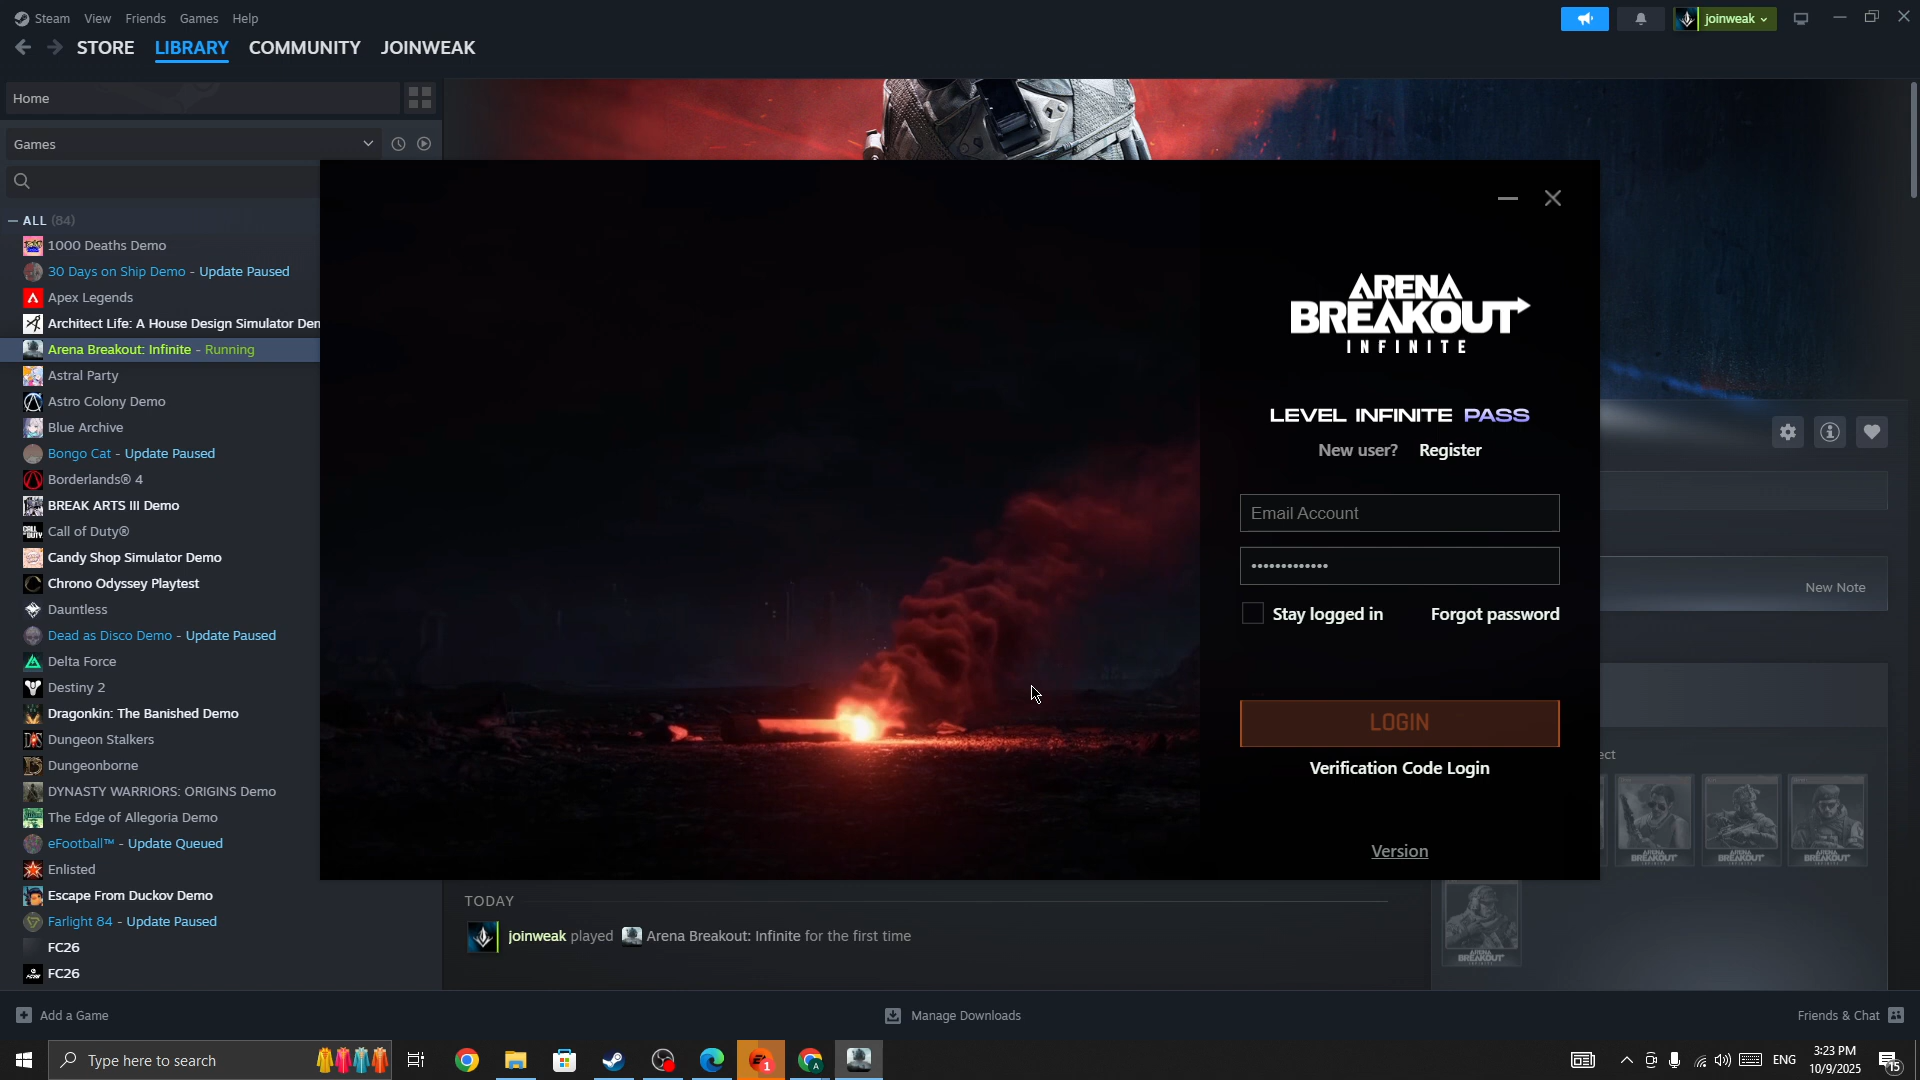 Steam View Friends Games Help
joinweak
STORE LIBRARY COMMUNITY JOINWEAK
Home
Games
ALL (84)
1000 Deaths Demo
30 Days on Ship Demo - Update Paused
Apex Legends
Architect Life: A House Design Simulator Den
Arena Breakout: Infinite - Running
Astral Party
Astro Colony Demo
Blue Archive
Bongo Cat - Update Paused
Borderlands® 4
BREAK ARTS III Demo
Call of Duty®
Candy Shop Simulator Demo
Chrono Odyssey Playtest
Dauntless
Dead as Disco Demo - Update Paused
Delta Force
Destiny 2
Dragonkin: The Banished Demo
Dungeon Stalkers
Dungeonborne
DYNASTY WARRIORS: ORIGINS Demo
The Edge of Allegoria Demo
eFootball™ - Update Queued
Enlisted
Escape From Duckov Demo
Farlight 84 - Update Paused
FC26
FC26
ARENA
BREAKOUT
INFINITE
LEVEL INFINITE PASS
New user? Register
Email Account
•••••••••••••
Stay logged in Forgot password
LOGIN
Verification Code Login
Version
New Note
ect
TODAY
joinweak played Arena Breakout: Infinite for the first time
Add a Game
Manage Downloads
Friends & Chat
Type here to search
1
ENG
3:23 PM
10/9/2025
15